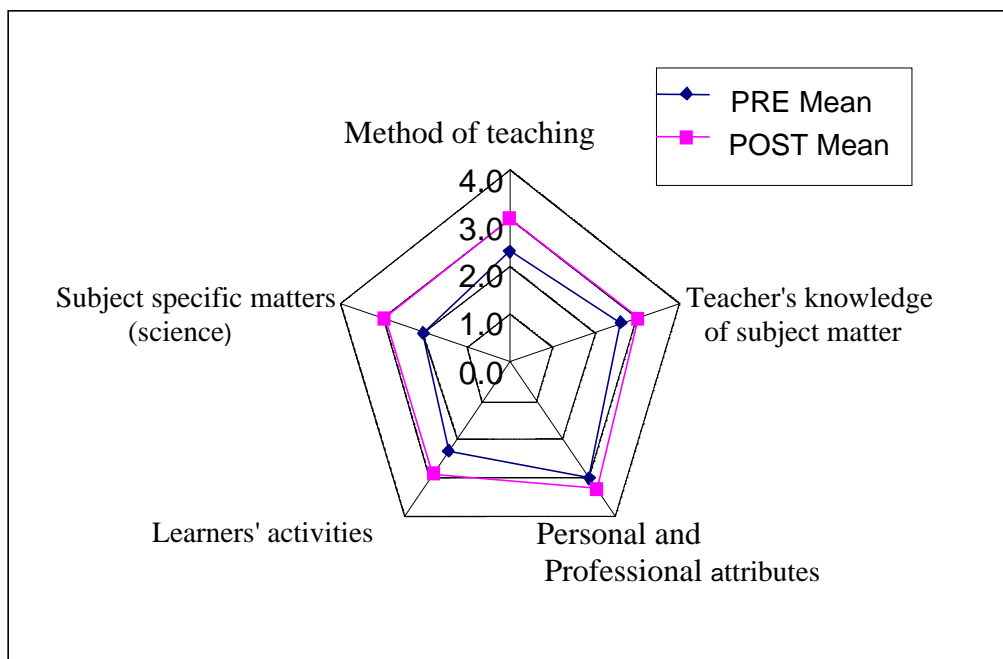 PRE Mean
POST Mean
Method of teaching
4.0
3.0
2.0
1.0
0.0
Subject specific matters
(science)
Teacher's knowledge
of subject matter
Learners' activities
Personal and
Professional attributes